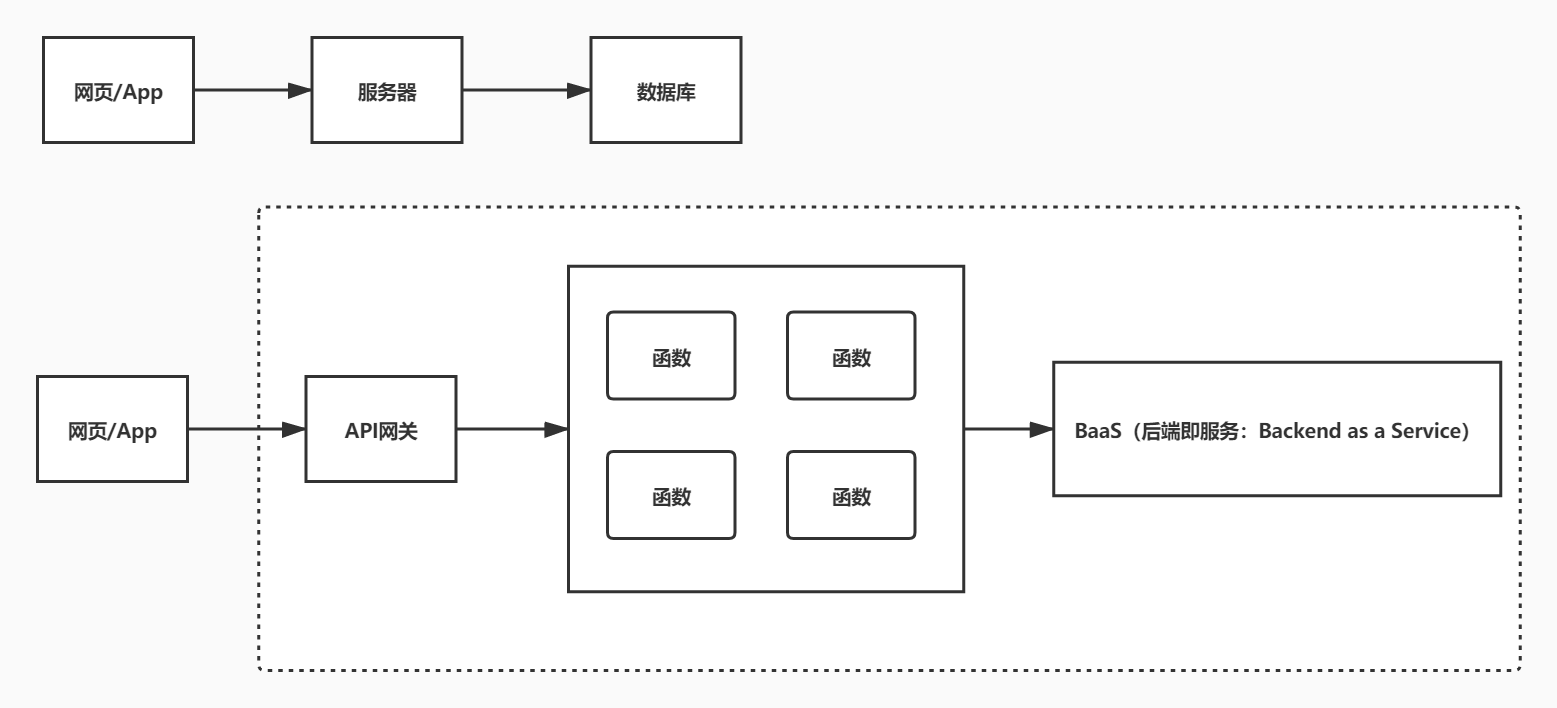 网页/App
服务器
数据库
函数
函数
网页/App
API网关
BaaS（后端即服务：Backend as a Service）
函数
函数